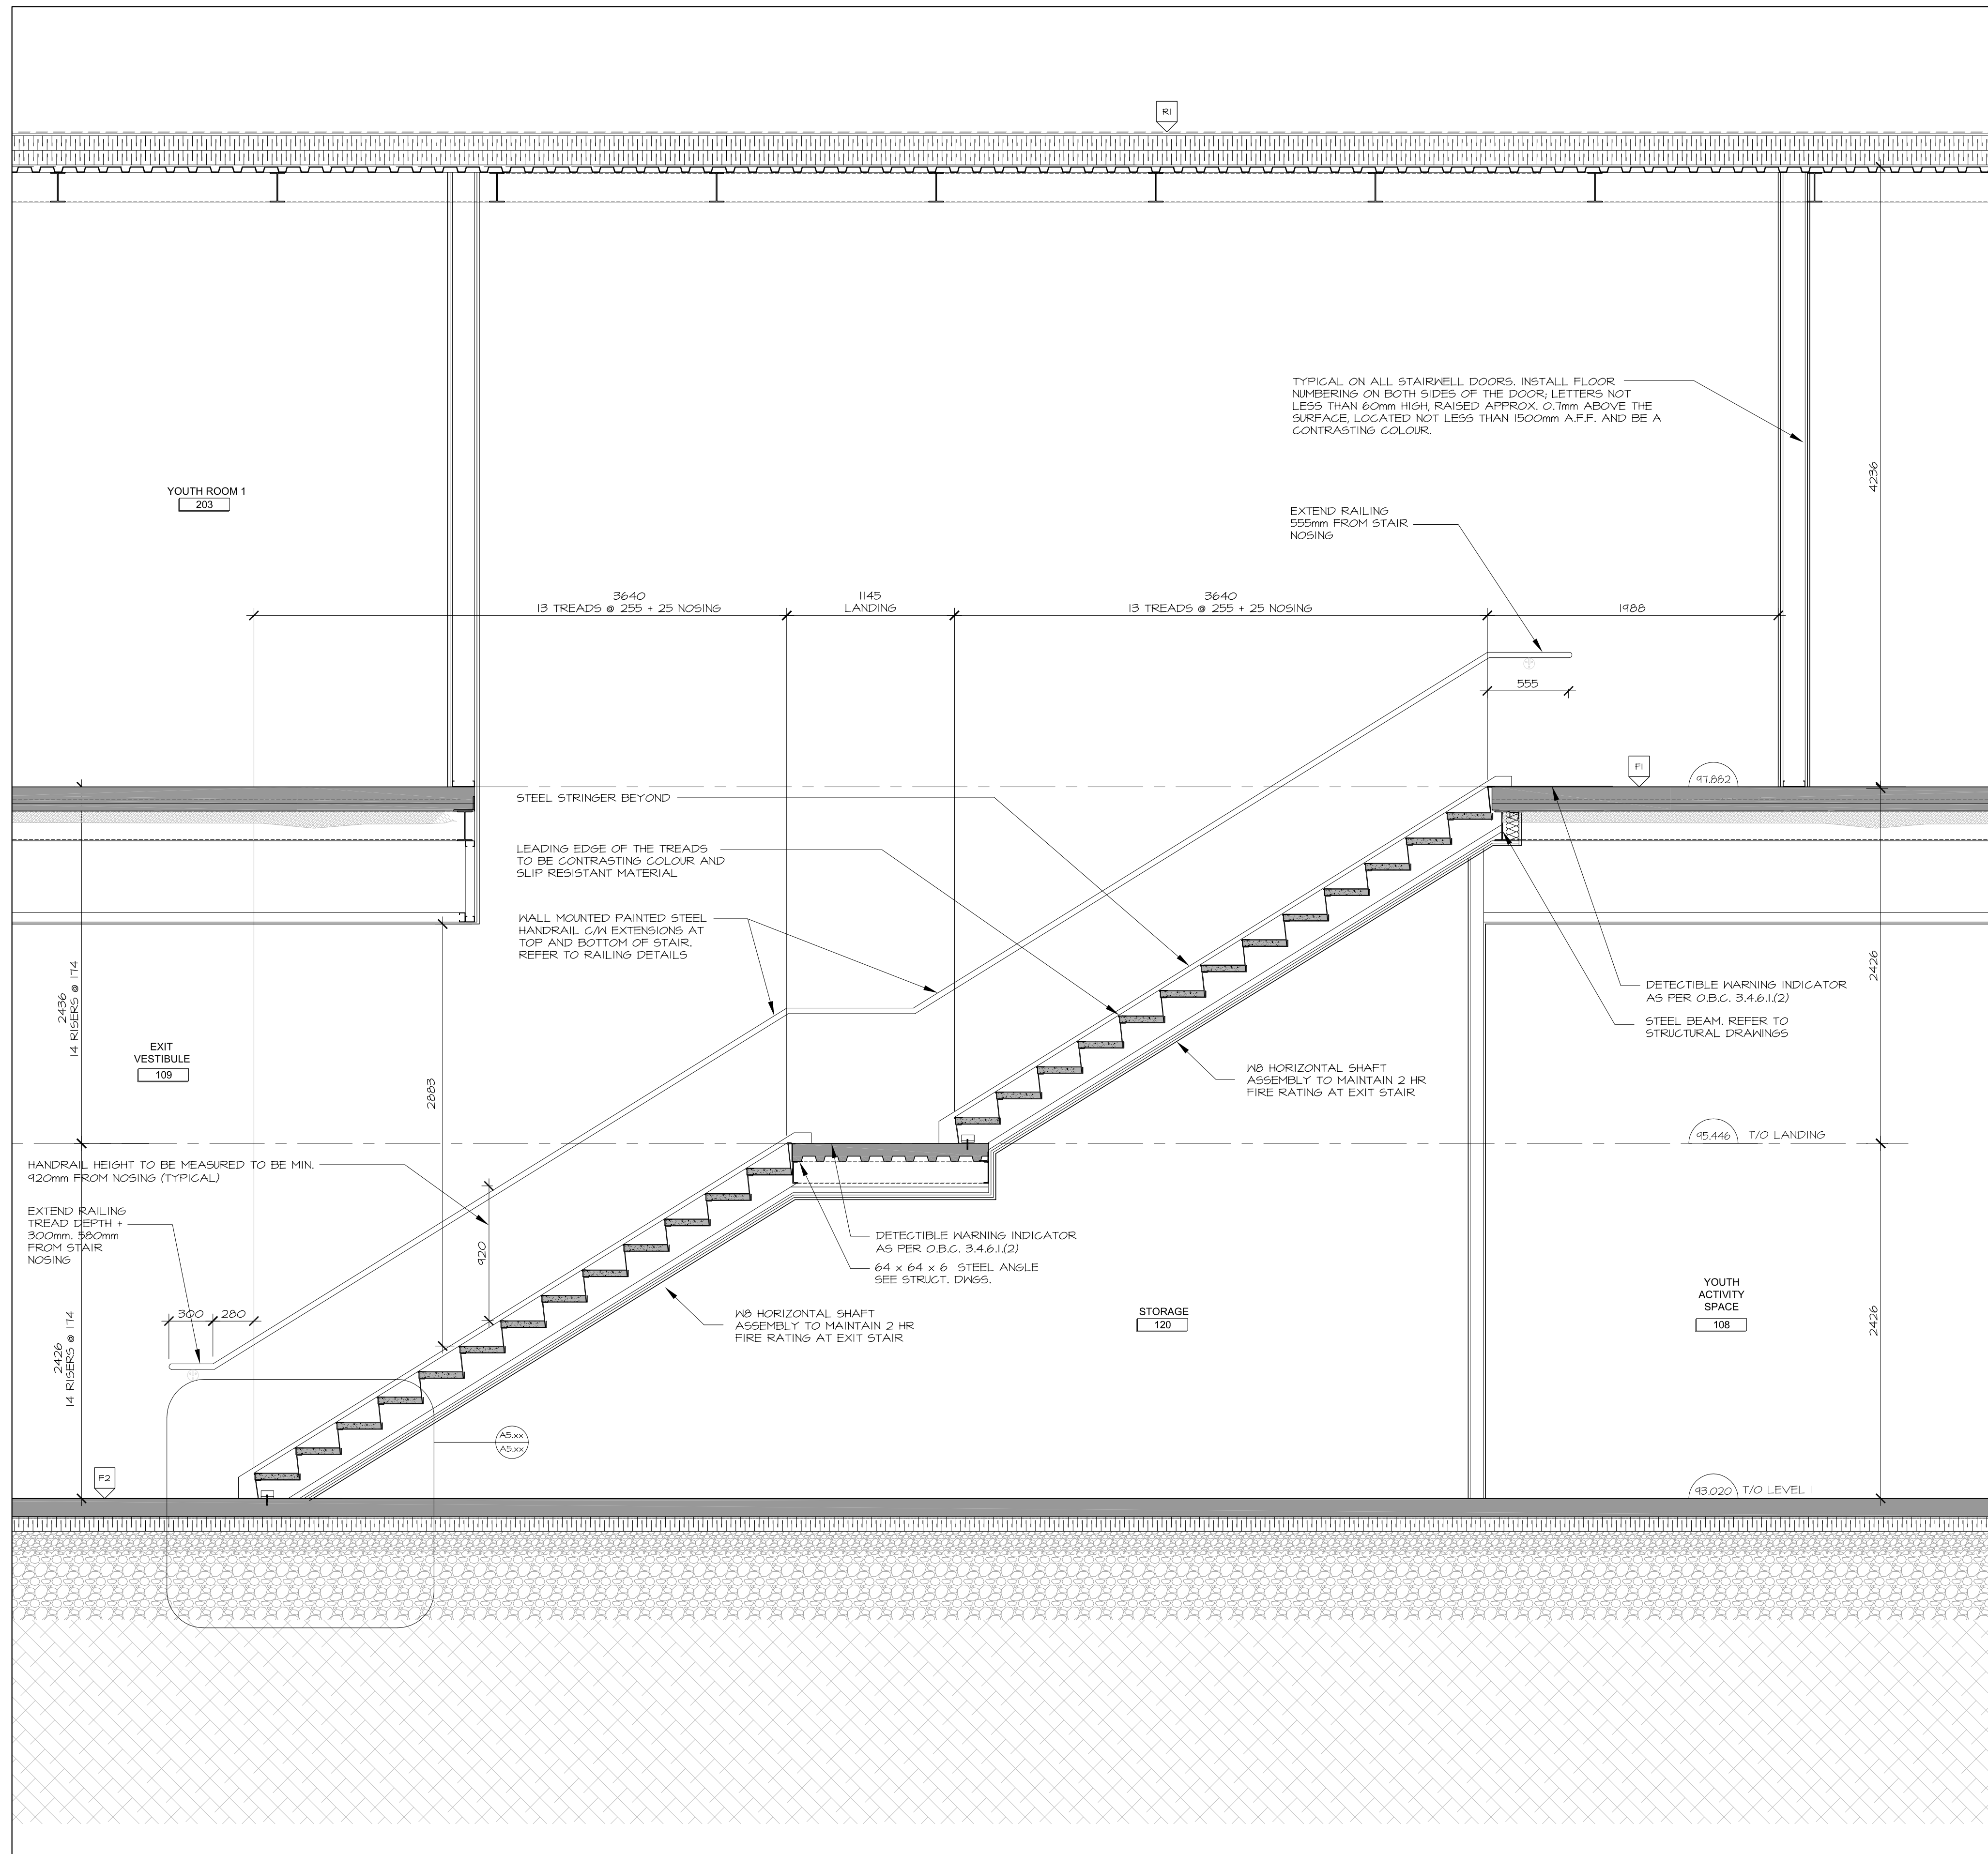 R1
TYPICAL ON ALL STAIRWELL DOORS. INSTALL FLOOR
NUMBERING ON BOTH SIDES OF THE DOOR; LETTERS NOT
LESS THAN 60mm HIGH, RAISED APPROX. 0.7mm ABOVE THE
SURFACE, LOCATED NOT LESS THAN 1500mm A.F.F. AND BE A
CONTRASTING COLOUR.
4236
YOUTH ROOM 1
203
EXTEND RAILING
555mm FROM STAIR
NOSING
3640
13 TREADS @ 255 + 25 NOSING
1145
LANDING
3640
13 TREADS @ 255 + 25 NOSING
1988
555
F1
97.882
STEEL STRINGER BEYOND
LEADING EDGE OF THE TREADS
TO BE CONTRASTING COLOUR AND
SLIP RESISTANT MATERIAL
WALL MOUNTED PAINTED STEEL
HANDRAIL C/W EXTENSIONS AT
TOP AND BOTTOM OF STAIR.
REFER TO RAILING DETAILS
2436
14 RISERS @ 174
2426
DETECTIBLE WARNING INDICATOR
AS PER O.B.C. 3.4.6.1.(2)
STEEL BEAM. REFER TO
STRUCTURAL DRAWINGS
EXIT
VESTIBULE
109
2883
W8 HORIZONTAL SHAFT
ASSEMBLY TO MAINTAIN 2 HR
FIRE RATING AT EXIT STAIR
95.446
T/O LANDING
HANDRAIL HEIGHT TO BE MEASURED TO BE MIN.
920mm FROM NOSING (TYPICAL)
EXTEND RAILING
TREAD DEPTH +
300mm. 580mm
FROM STAIR
NOSING
920
DETECTIBLE WARNING INDICATOR
AS PER O.B.C. 3.4.6.1.(2)
64 x 64 x 6 STEEL ANGLE
SEE STRUCT. DWGS.
300
280
W8 HORIZONTAL SHAFT
ASSEMBLY TO MAINTAIN 2 HR
FIRE RATING AT EXIT STAIR
STORAGE
120
YOUTH
ACTIVITY
SPACE
108
2426
2426
14 RISERS @ 174
A5.xx
A5.xx
F2
93.020
T/O LEVEL 1